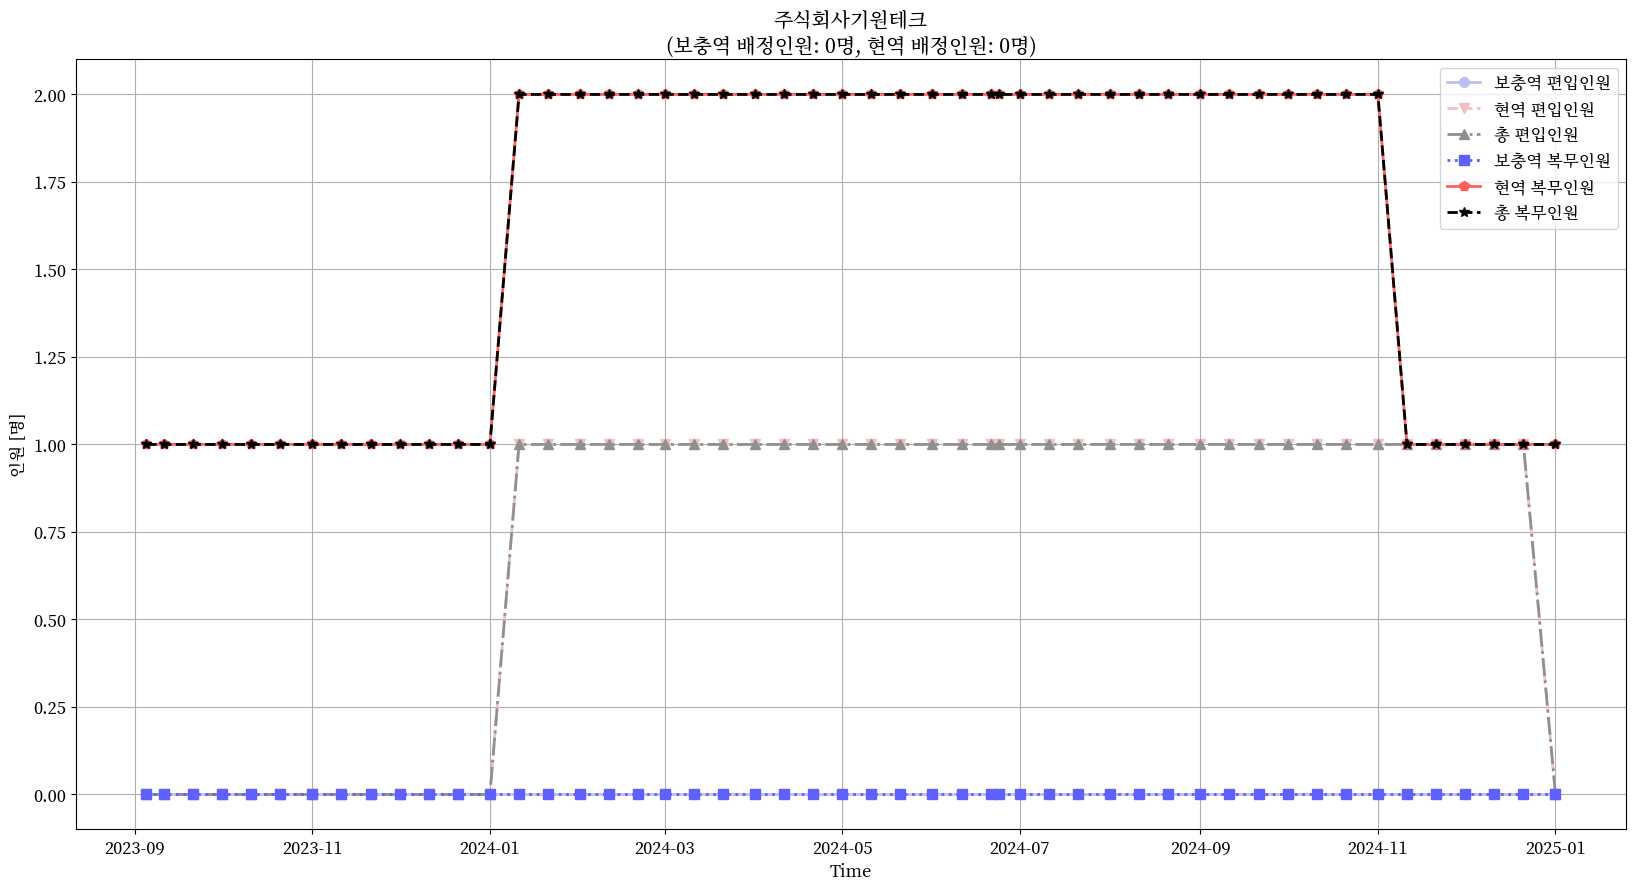 주식회사기원테크
(보충역 배정인원: 0명, 현역 배정인원: 0명)
보충역 편입인원
현역 편입인원
총 편입인원
보충역 복무인원
현역 복무인원
총 복무인원
2.00
1.75
1.50
1.25
1.00
0.75
0.50
0.25
0.00
인원 [명]
2023-09
2023-11
2024-01
2024-03
2024-05
2024-07
2024-09
2024-11
2025-01
Time